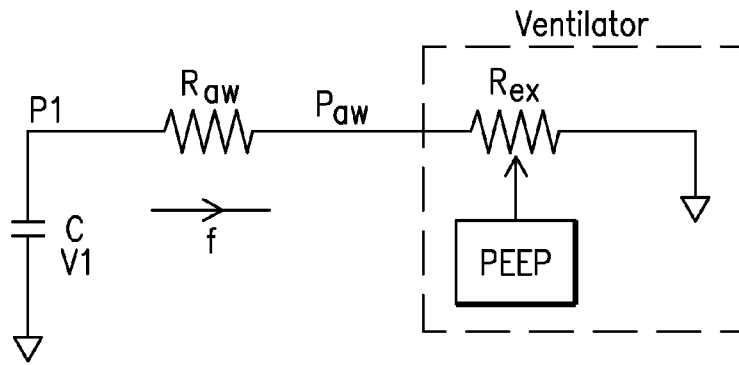 Ventilator
P1
Raw
Paw
Rex
C
V1
f
PEEP